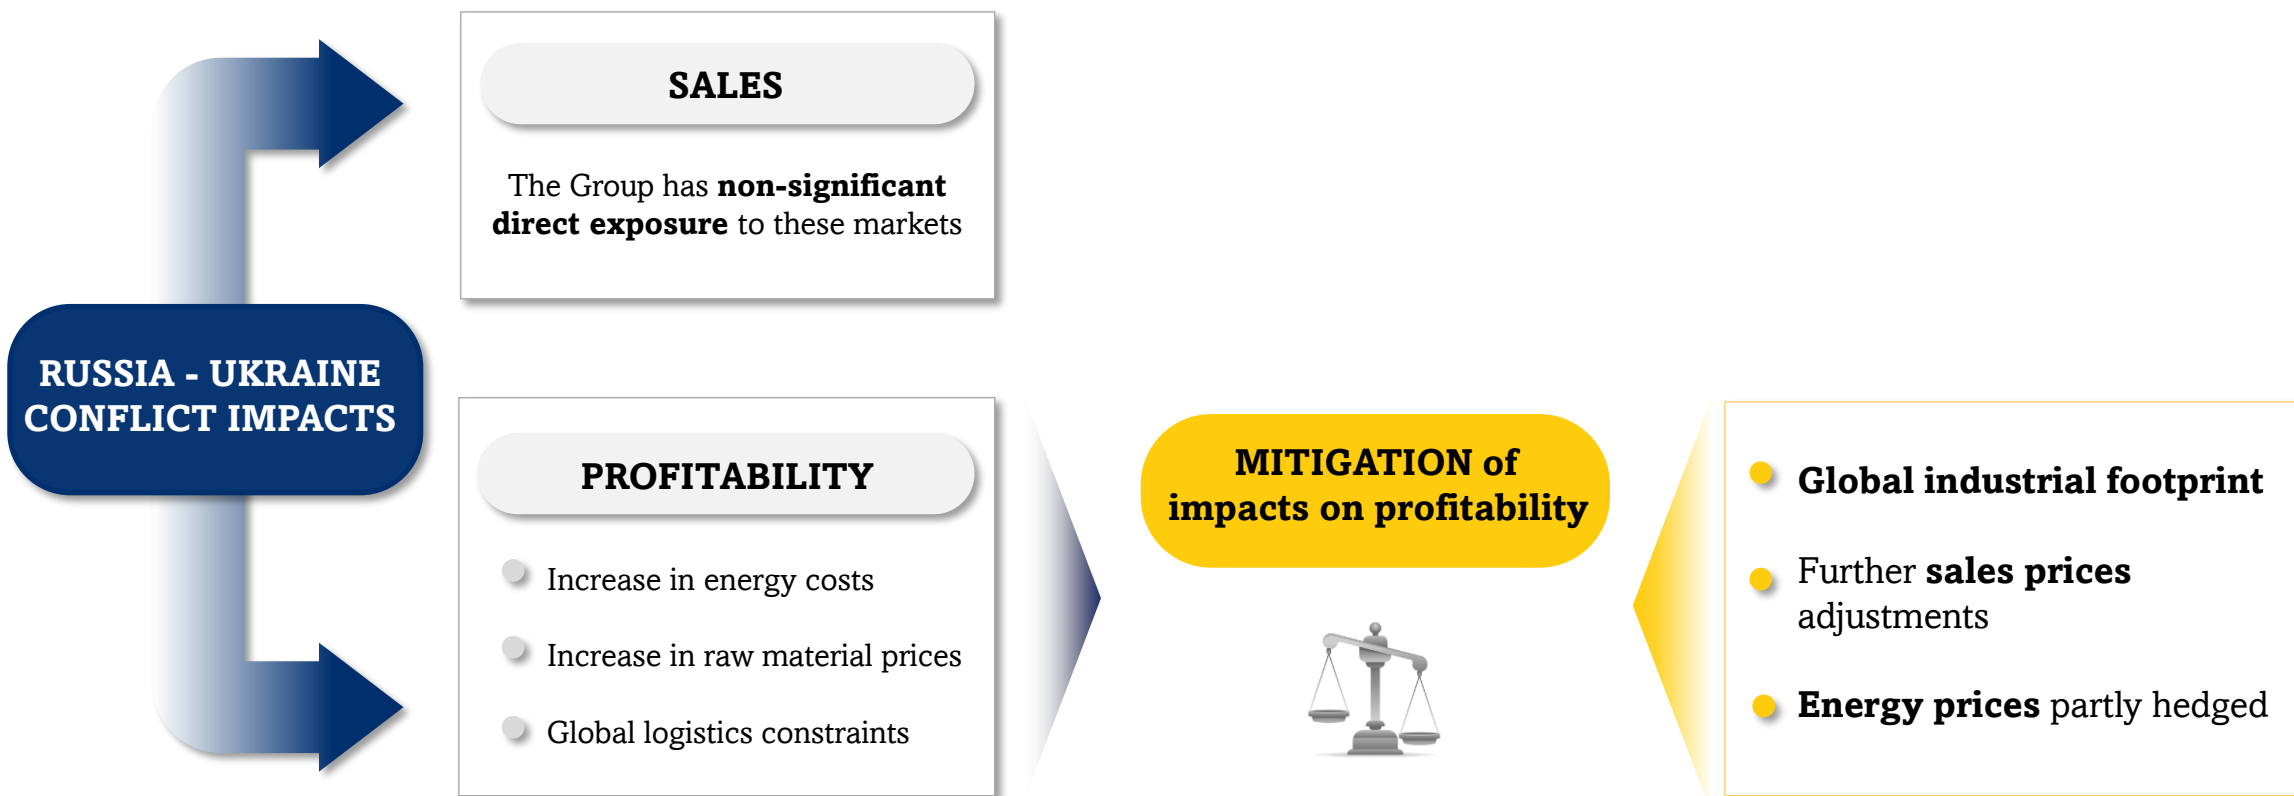 SALES
The Group has non-significant
direct exposure to these markets
RUSSIA - UKRAINE
CONFLICT IMPACTS
PROFITABILITY
Increase in energy costs
Increase in raw material prices
Global logistics constraints
MITIGATION of
impacts on profitability
Global industrial footprint
Further sales prices
adjustments
Energy prices partly hedged